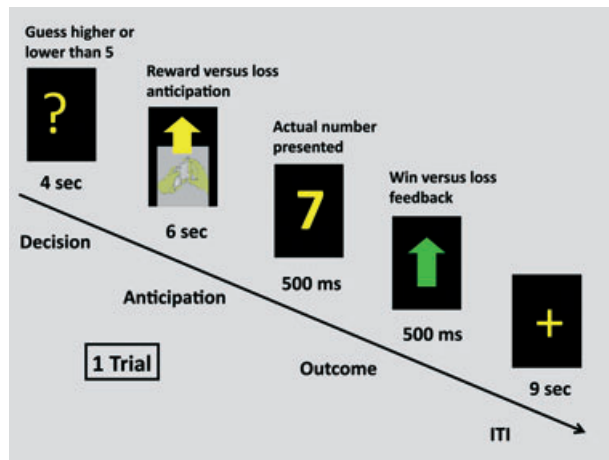 Guess higher or
lower than 5
?
4 sec
Decision
Reward versus loss
anticipation
6 sec
Anticipation
Actual number
presented
7
500 ms
Win versus loss
feedback
500 ms
Outcome
+
9 sec
ITI
1 Trial